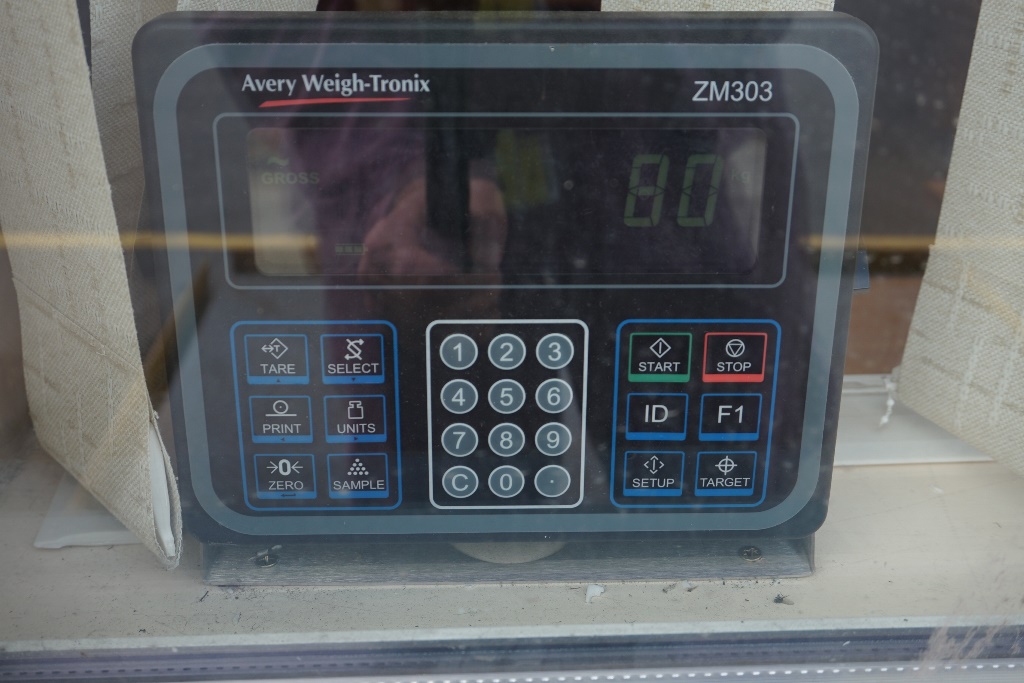 Avery Weigh-Tronix ZM303
GROSS 80 kg
TARE SELECT
PRINT UNITS
ZERO SAMPLE
1 2 3
4 5 6
7 8 9
C 0 .
START STOP
ID F1
SETUP TARGET